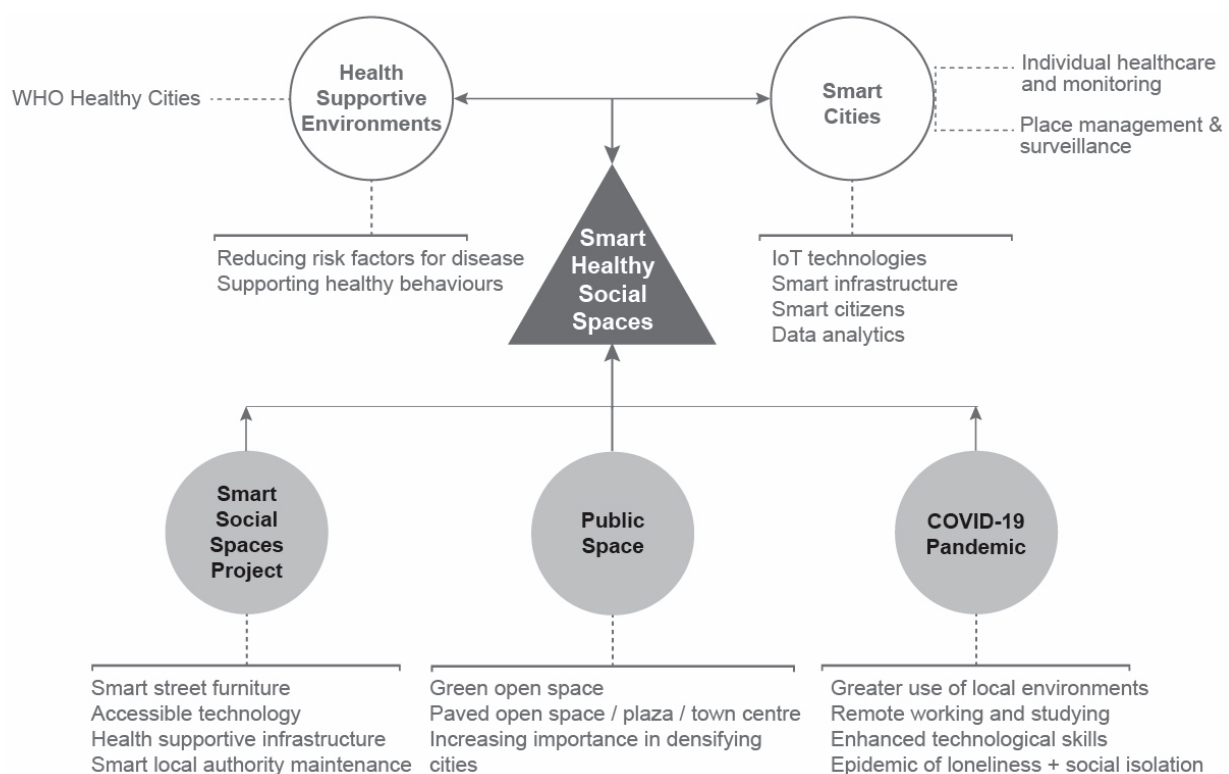 Health
Supportive
Environments
WHO Healthy Cities
Smart
Cities
Individual healthcare
and monitoring
Place management &
surveillance
Reducing risk factors for disease
Supporting healthy behaviours
Smart
Healthy
Social
Spaces
IoT technologies
Smart infrastructure
Smart citizens
Data analytics
Smart
Social
Spaces
Project
Public
Space
COVID-19
Pandemic
Smart street furniture
Accessible technology
Health supportive infrastructure
Smart local authority maintenance
Green open space
Paved open space / plaza / town centre
Increasing importance in densifying
cities
Greater use of local environments
Remote working and studying
Enhanced technological skills
Epidemic of loneliness + social isolation